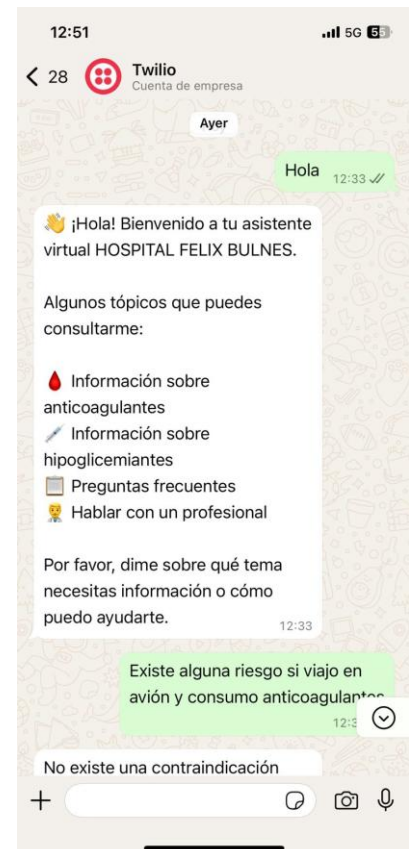 12:51
5G 55
28
Twilio
Cuenta de empresa
Ayer
Hola
12:33
👋 ¡Hola! Bienvenido a tu asistente
virtual HOSPITAL FELIX BULNES.
Algunos tópicos que puedes
consultarme:
🩸 Información sobre
anticoagulantes
💉 Información sobre
hipoglicemiantes
📋 Preguntas frecuentes
👨‍⚕️ Hablar con un profesional
Por favor, dime sobre qué tema
necesitas información o cómo
puedo ayudarte.
12:33
Existe alguna riesgo si viajo en
avión y consumo anticoagulantes
12:3
No existe una contraindicación